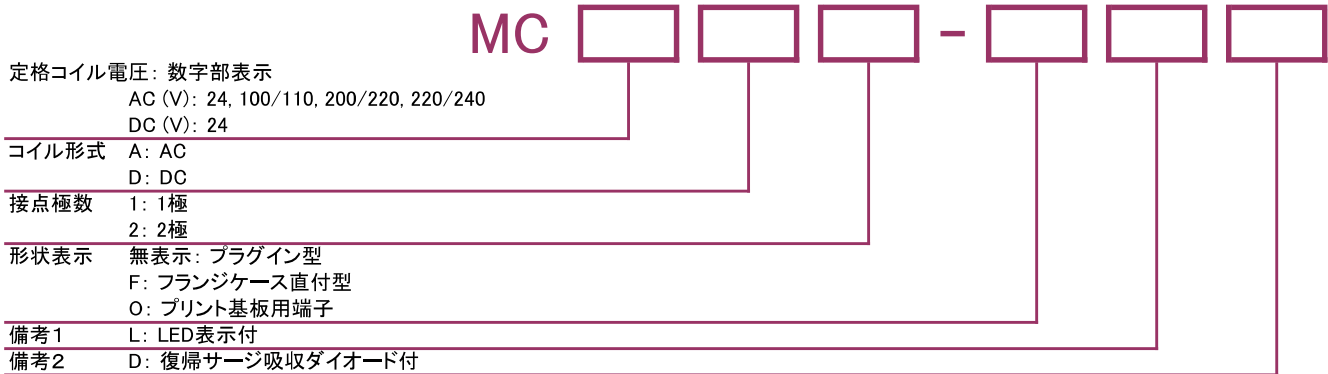 MC □ □ □ - □ □ □
定格コイル電圧: 数字部表示
AC (V): 24, 100/110, 200/220, 220/240
DC (V): 24
コイル形式 A: AC
D: DC
接点極数 1: 1極
2: 2極
形状表示 無表示: プラグイン型
F: フランジケース直付型
O: プリント基板用端子
備考1 L: LED表示付
備考2 D: 復帰サージ吸収ダイオード付